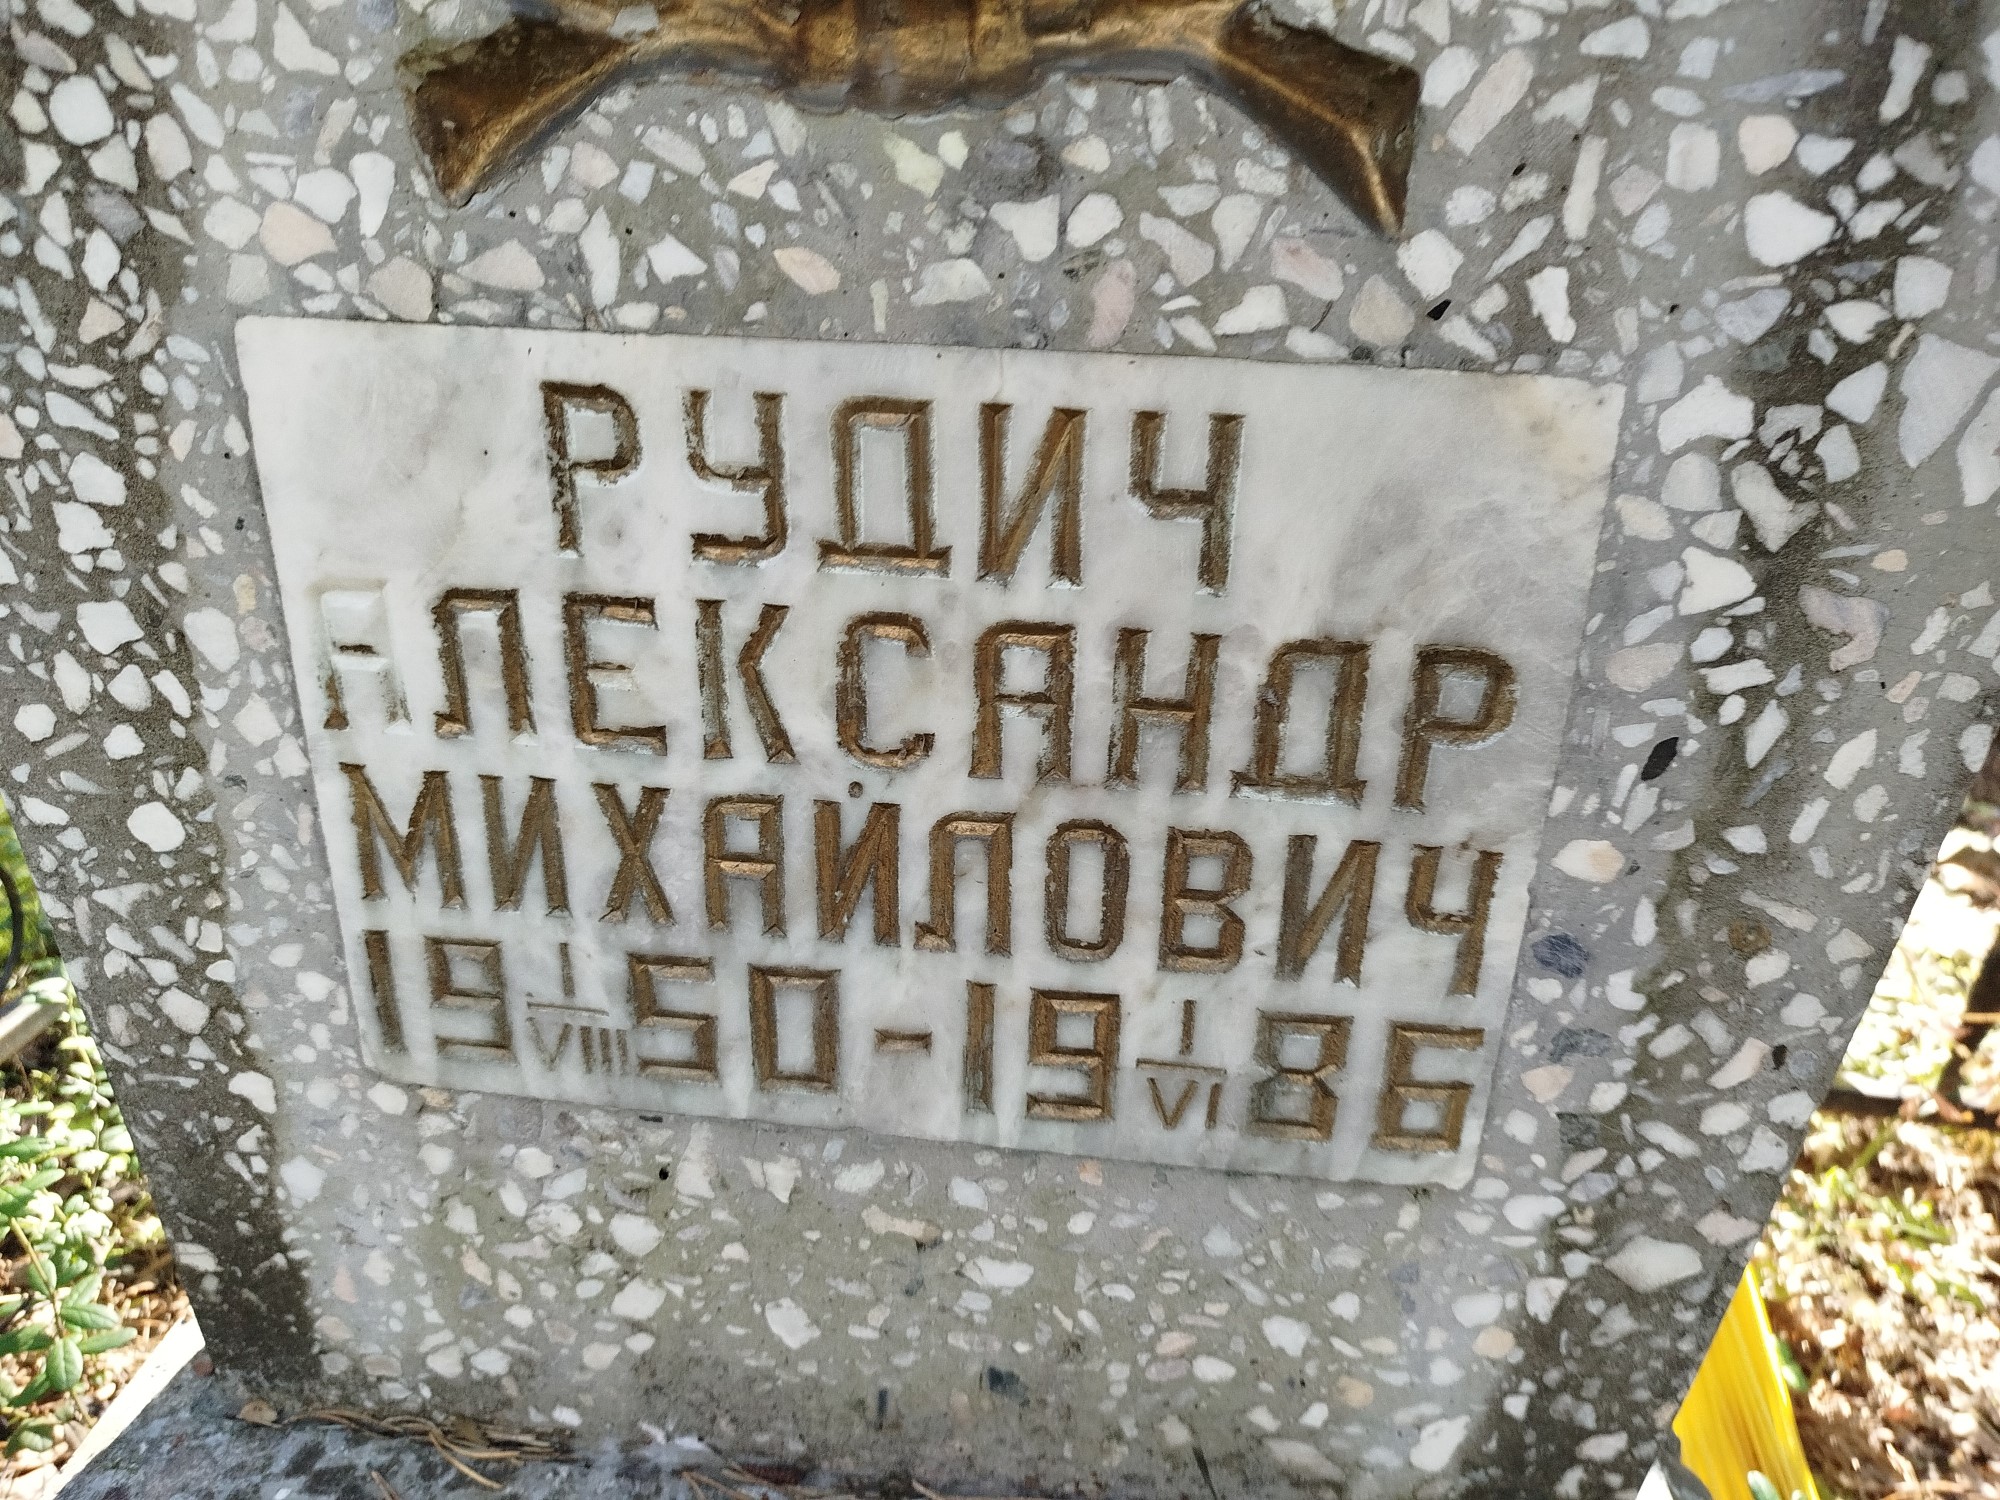 РУДИЧ
АЛЕКСАНДР
МИХАЙЛОВИЧ
19 I/VIII 50 - 19 I/VI 86